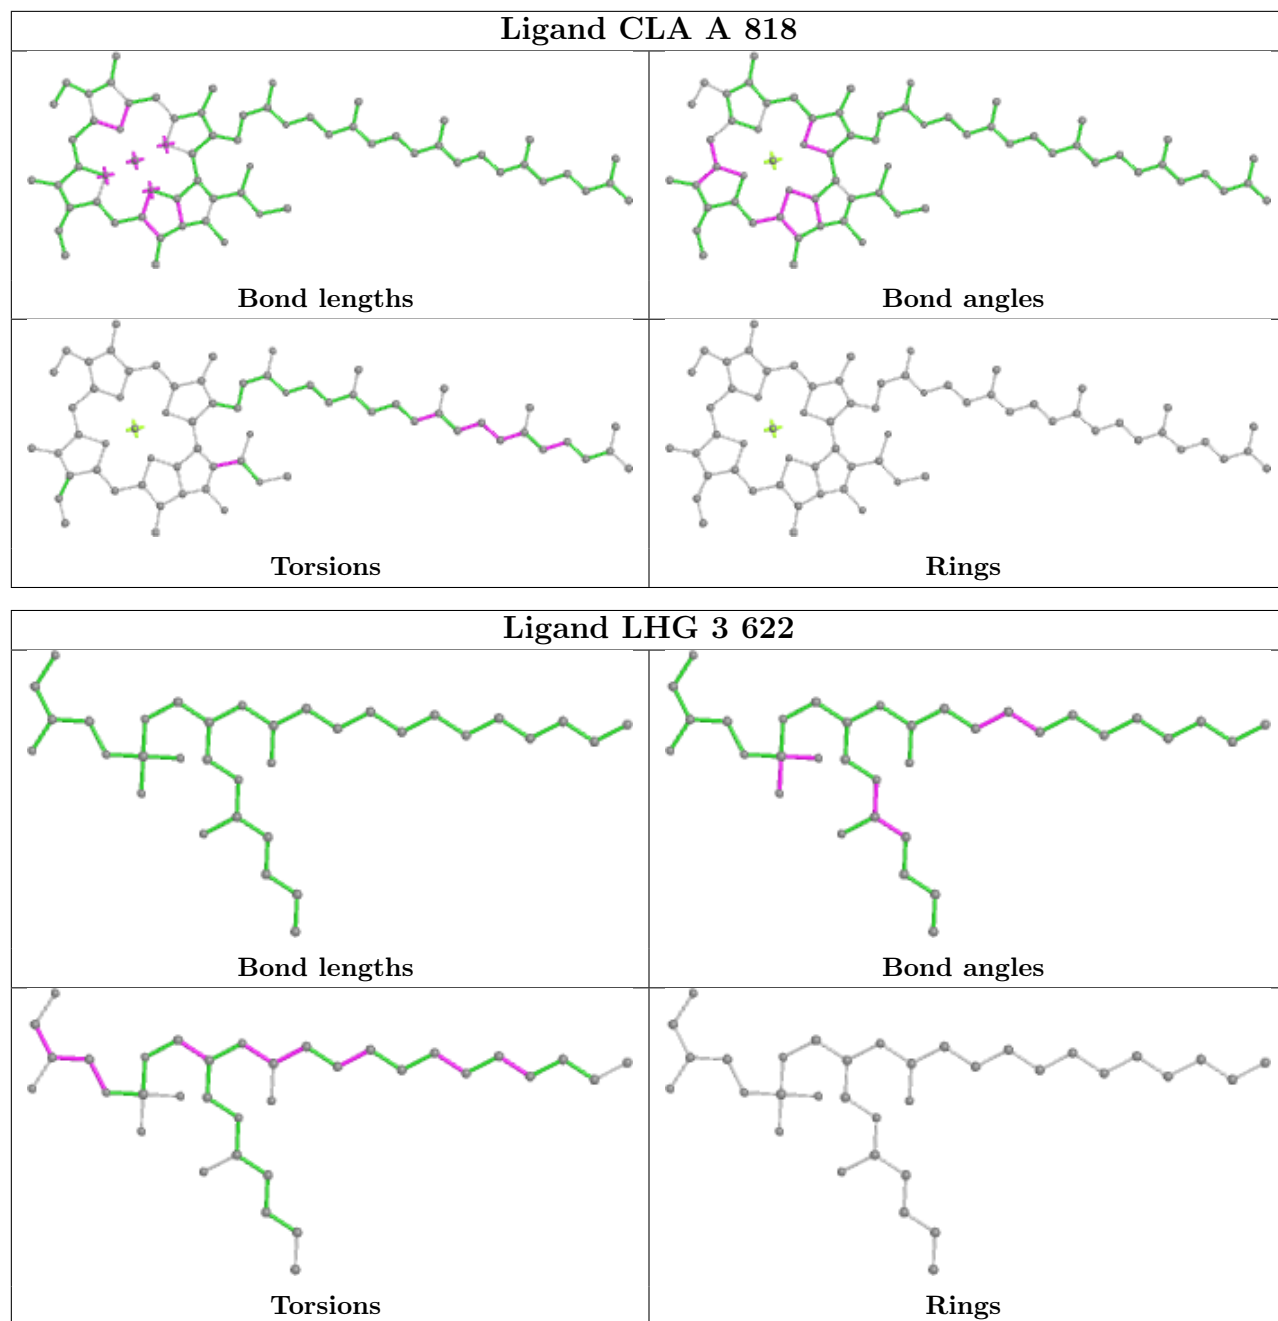 Ligand CLA A 818
Bond lengths
Bond angles
Torsions
Rings
Ligand LHG 3 622
Bond lengths
Bond angles
Torsions
Rings